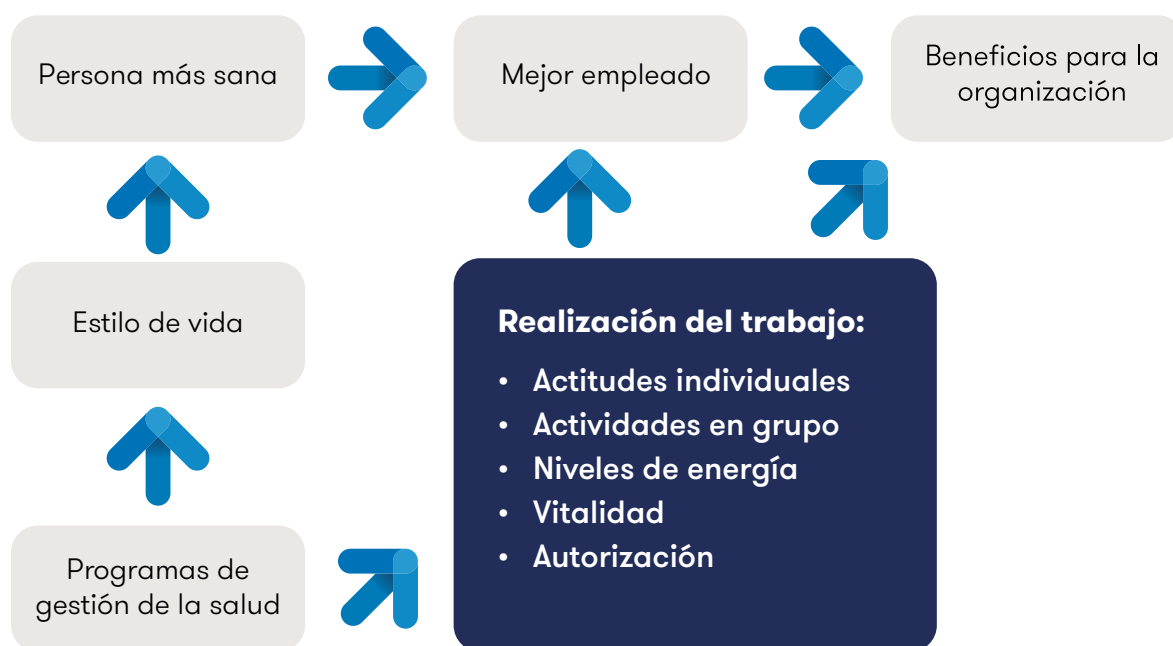 Persona más sana
Mejor empleado
Beneficios para la
organización
Estilo de vida
Realización del trabajo:
• Actitudes individuales
• Actividades en grupo
• Niveles de energía
• Vitalidad
• Autorización
Programas de
gestión de la salud